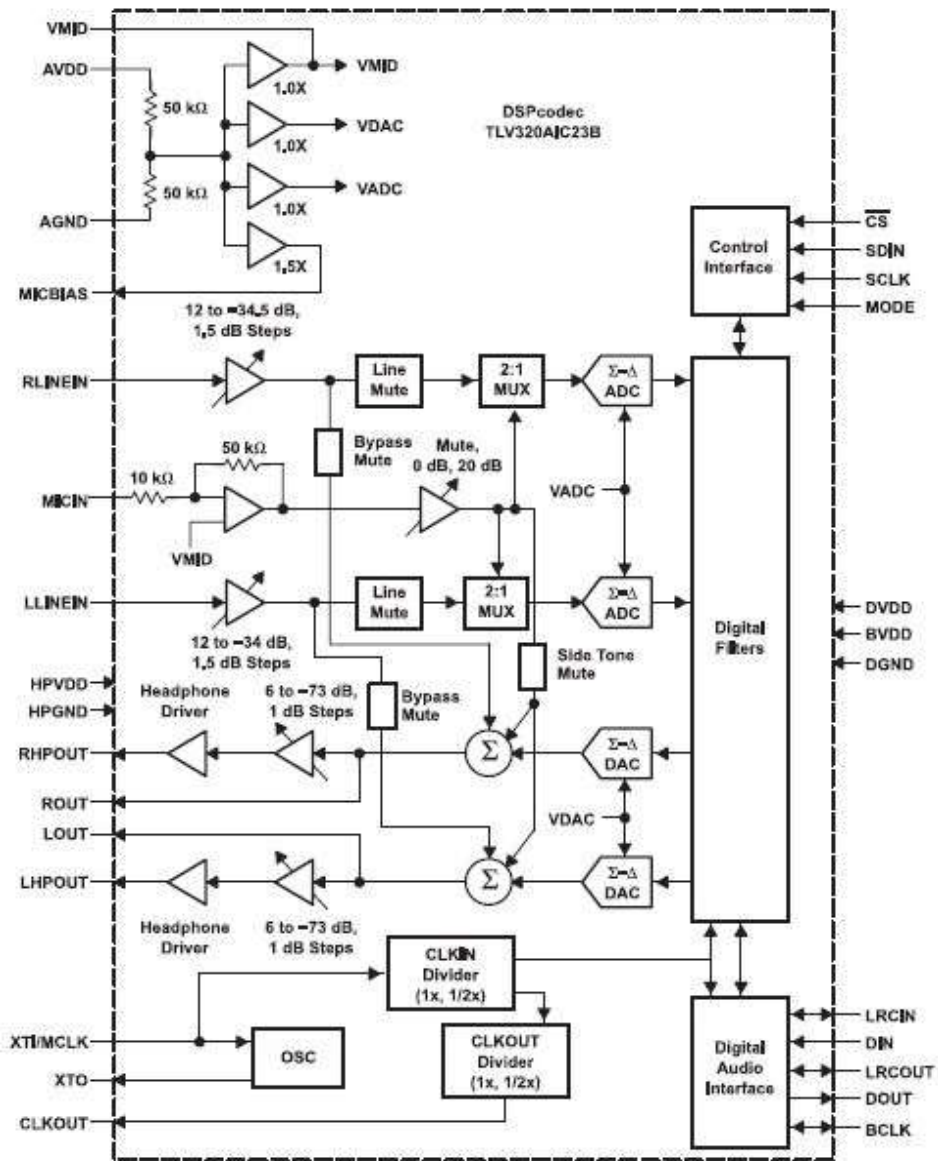 VMID
AVDD
50 kΩ
50 kΩ
AGND
MICBIAS
1.0X
VMID
1.0X
VDAC
1.0X
VADC
1.5X
DSPcodec
TLV320AIC23B
Control
Interface
CS
SDIN
SCLK
MODE
12 to –34.5 dB,
1.5 dB Steps
RLINEIN
Line
Mute
2:1
MUX
Σ–Δ
ADC
Bypass
Mute
50 kΩ
10 kΩ
MICIN
VMID
Mute,
0 dB, 20 dB
VADC
LLINEIN
12 to –34 dB,
1.5 dB Steps
Line
Mute
2:1
MUX
Σ–Δ
ADC
Digital
Filters
DVDD
BVDD
DGND
Side Tone
Mute
Bypass
Mute
HPVDD
HPGND
Headphone
Driver
6 to –73 dB,
1 dB Steps
RHPOUT
ROUT
Σ
Σ–Δ
DAC
VDAC
LOUT
LHPOUT
Headphone
Driver
6 to –73 dB,
1 dB Steps
Σ
Σ–Δ
DAC
CLKIN
Divider
(1x, 1/2x)
XTI/MCLK
OSC
XTO
CLKOUT
CLKOUT
Divider
(1x, 1/2x)
Digital
Audio
Interface
LRCIN
DIN
LRCOUT
DOUT
BCLK